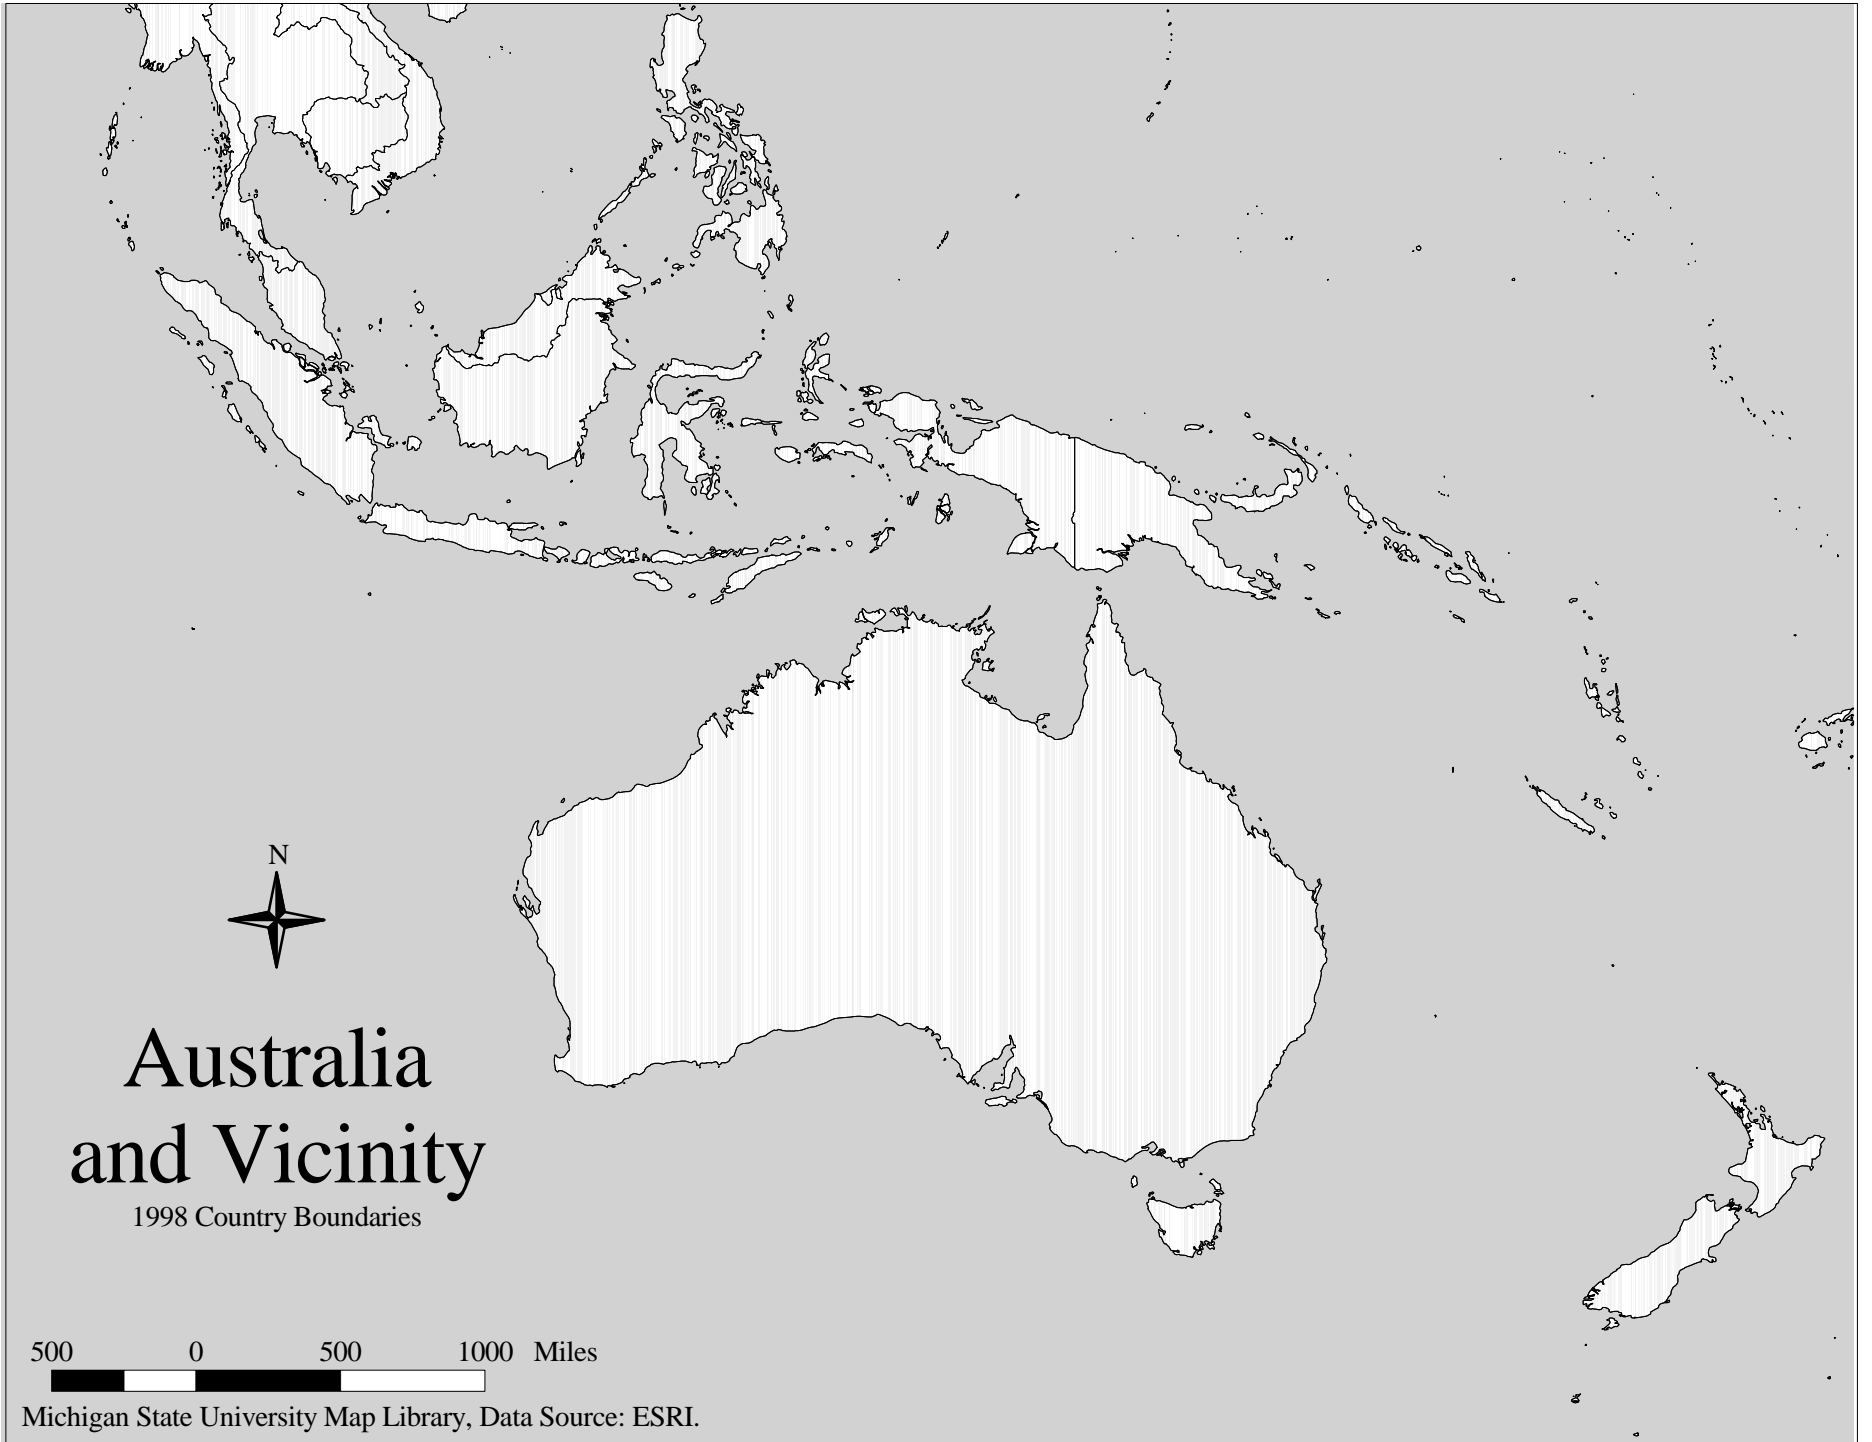 N
Australia
and Vicinity
1998 Country Boundaries
500 0 500 1000 Miles
Michigan State University Map Library, Data Source: ESRI.